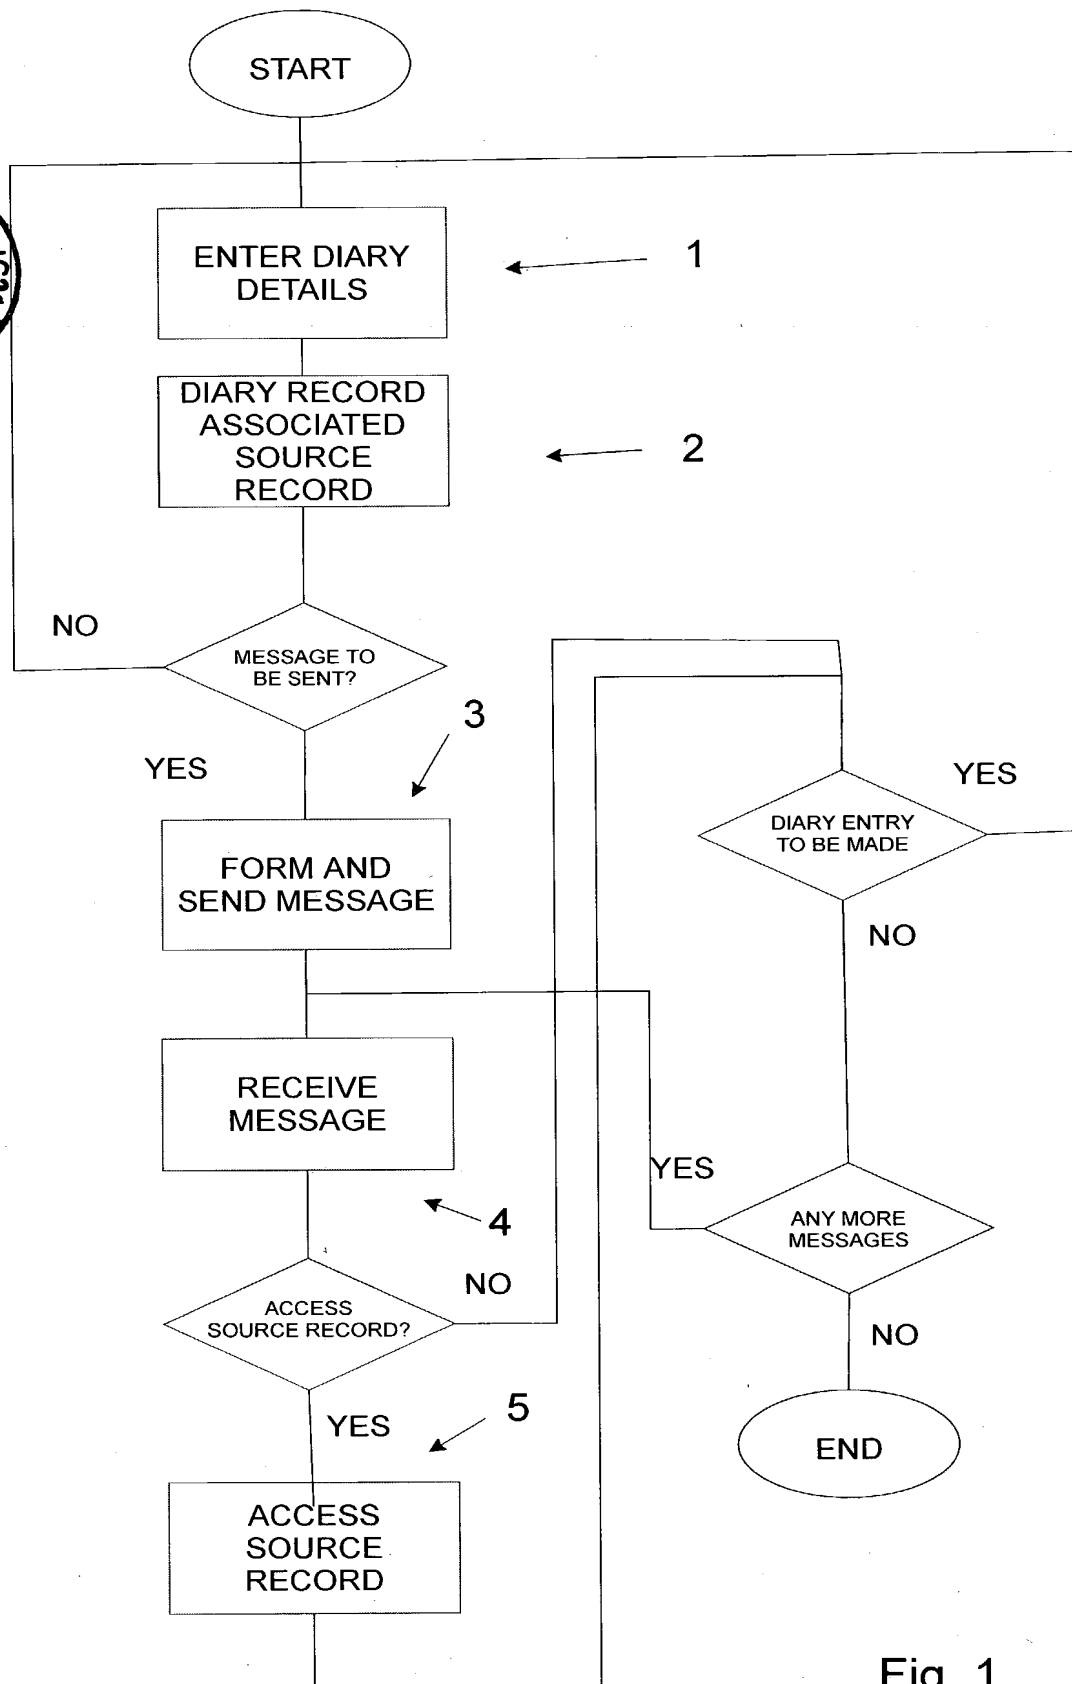 START
ENTER DIARY
DETAILS
1
DIARY RECORD
ASSOCIATED
SOURCE
RECORD
2
NO
MESSAGE TO
BE SENT?
3
YES
FORM AND
SEND MESSAGE
RECEIVE
MESSAGE
4
NO
ACCESS
SOURCE RECORD?
YES
5
ACCESS
SOURCE
RECORD
YES
DIARY ENTRY
TO BE MADE
NO
YES
ANY MORE
MESSAGES
NO
END
Fig. 1